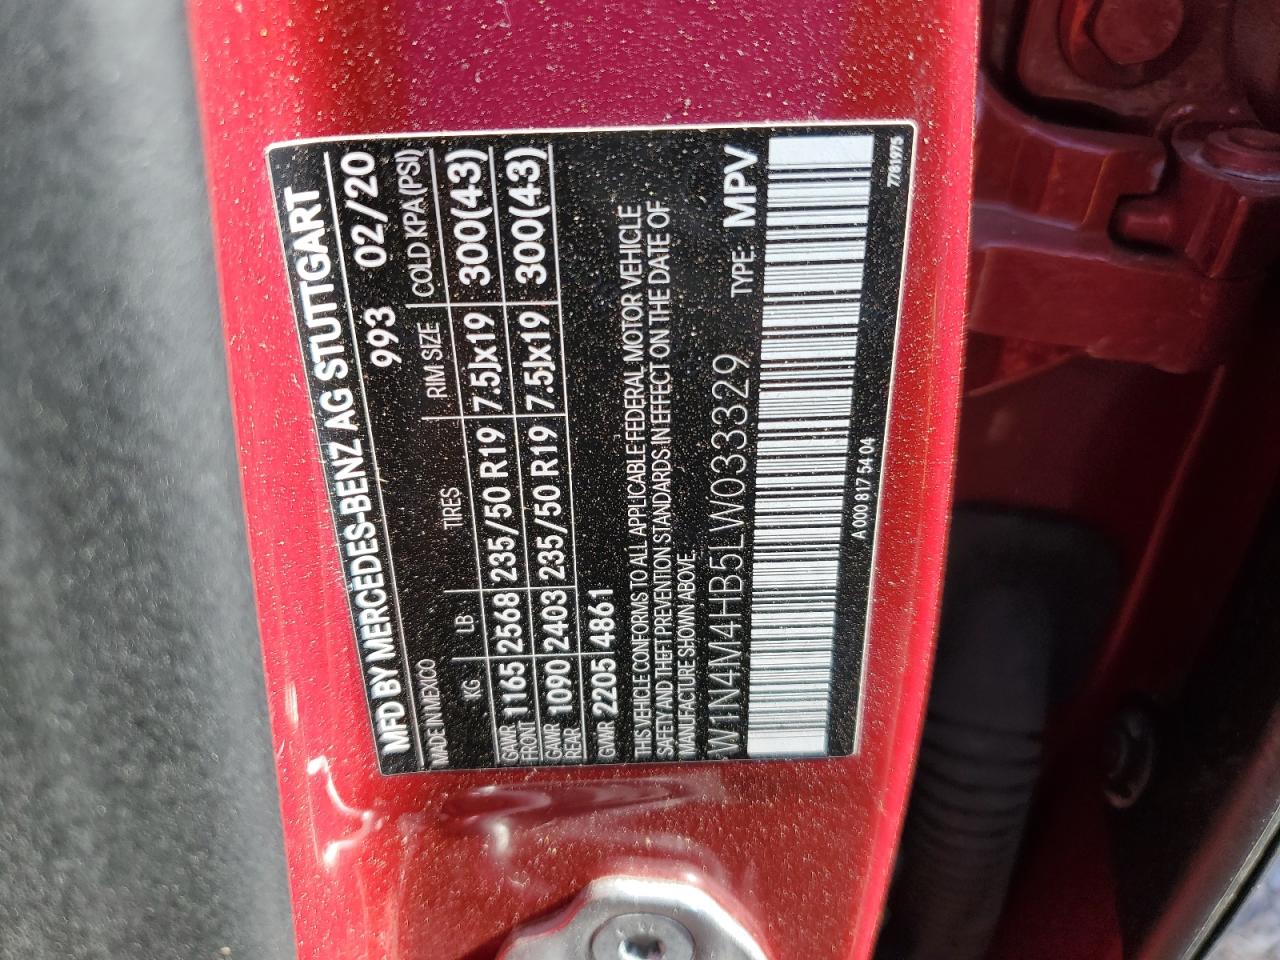 MFD BY MERCEDES-BENZ AG STUTTGART
MADE IN MEXICO 993 02/20
KG LB TIRES RIM SIZE COLD KPA(PSI)
GAWR FRONT 1165 2568 235/50 R19 7.5Jx19 300(43)
GAWR REAR 1090 2403 235/50 R19 7.5Jx19 300(43)
GVWR 2205 4861
THIS VEHICLE CONFORMS TO ALL APPLICABLE FEDERAL MOTOR VEHICLE
SAFETY AND THEFT PREVENTION STANDARDS IN EFFECT ON THE DATE OF
MANUFACTURE SHOWN ABOVE.
W1N4M4HB5LW033329 TYPE: MPV
A 000 817 54 04 7761975